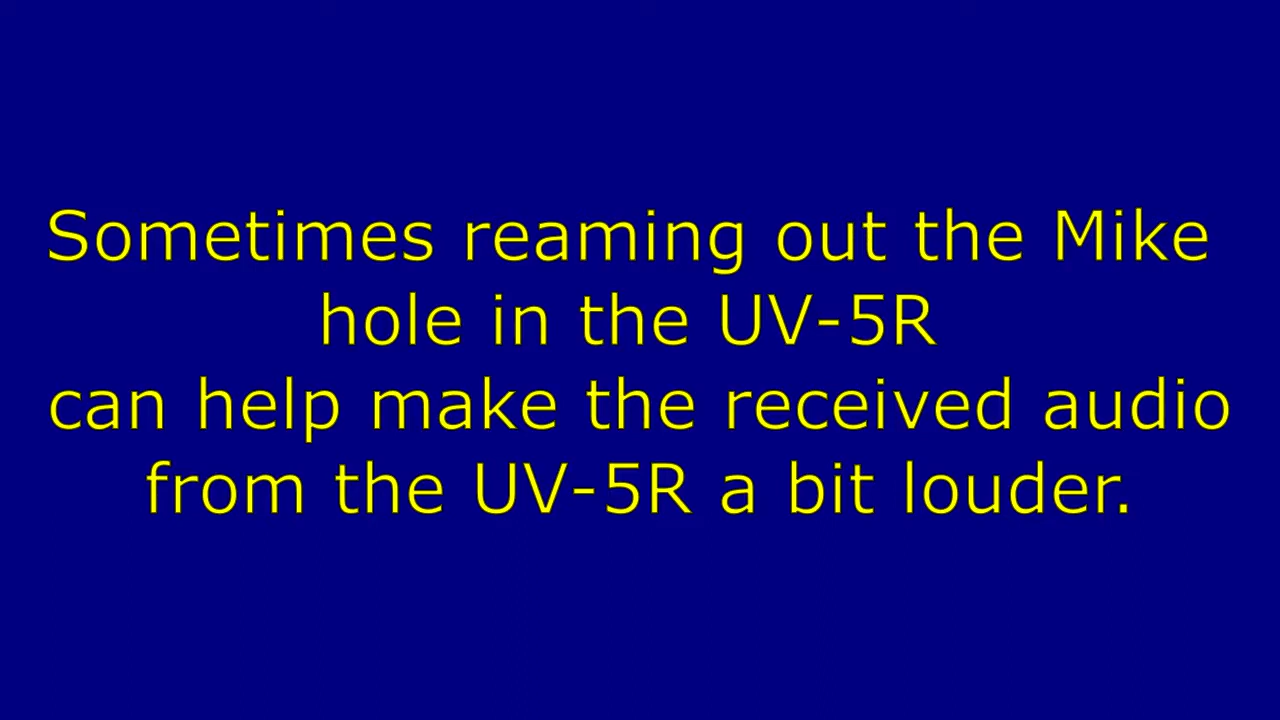 Sometimes reaming out the Mike
hole in the UV-5R
can help make the received audio
from the UV-5R a bit louder.